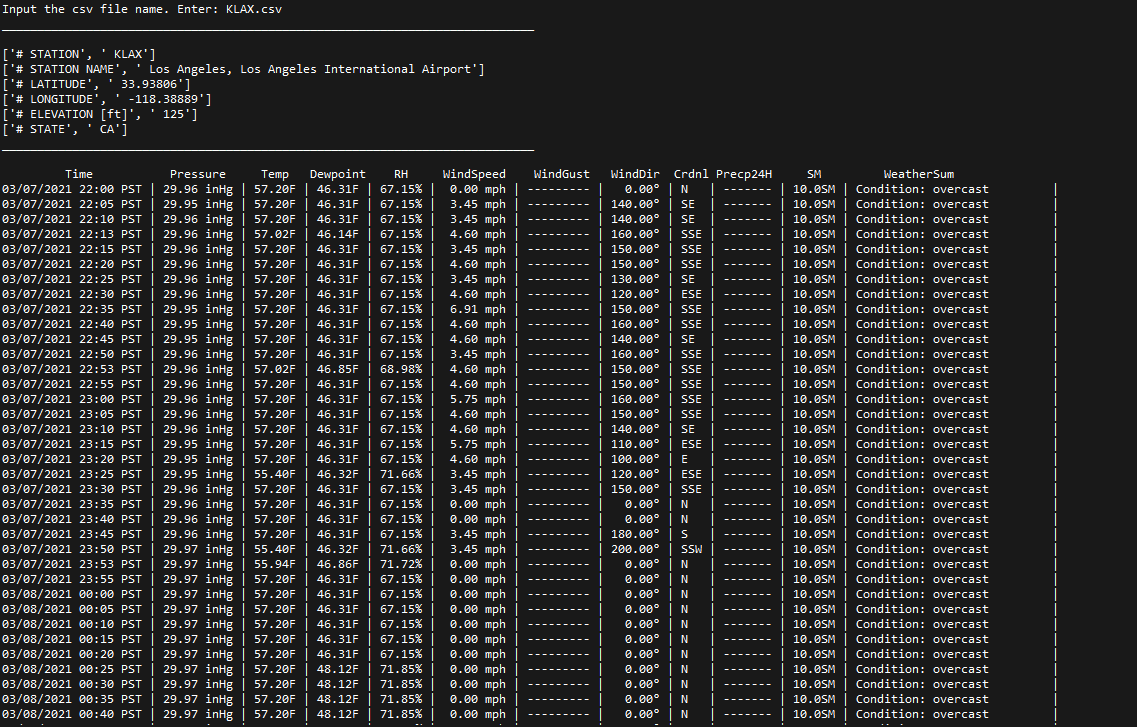 Input the csv file name. Enter: KLAX.csv
['# STATION', ' KLAX']
['# STATION NAME', ' Los Angeles, Los Angeles International Airport']
['# LATITUDE', ' 33.93806']
['# LONGITUDE', ' -118.38889']
['# ELEVATION [ft]', ' 125']
['# STATE', ' CA']
Time Pressure Temp Dewpoint RH WindSpeed WindGust WindDir Crdnl Precp24H SM WeatherSum
03/07/2021 22:00 PST | 29.96 inHg | 57.20F | 46.31F | 67.15% | 0.00 mph | --------- | 0.00° | N | ------- | 10.0SM | Condition: overcast |
03/07/2021 22:05 PST | 29.95 inHg | 57.20F | 46.31F | 67.15% | 3.45 mph | --------- | 140.00° | SE | ------- | 10.0SM | Condition: overcast |
03/07/2021 22:10 PST | 29.96 inHg | 57.20F | 46.31F | 67.15% | 3.45 mph | --------- | 140.00° | SE | ------- | 10.0SM | Condition: overcast |
03/07/2021 22:13 PST | 29.96 inHg | 57.02F | 46.14F | 67.15% | 4.60 mph | --------- | 160.00° | SSE | ------- | 10.0SM | Condition: overcast |
03/07/2021 22:15 PST | 29.96 inHg | 57.20F | 46.31F | 67.15% | 3.45 mph | --------- | 150.00° | SSE | ------- | 10.0SM | Condition: overcast |
03/07/2021 22:20 PST | 29.96 inHg | 57.20F | 46.31F | 67.15% | 4.60 mph | --------- | 150.00° | SSE | ------- | 10.0SM | Condition: overcast |
03/07/2021 22:25 PST | 29.96 inHg | 57.20F | 46.31F | 67.15% | 3.45 mph | --------- | 130.00° | SE | ------- | 10.0SM | Condition: overcast |
03/07/2021 22:30 PST | 29.96 inHg | 57.20F | 46.31F | 67.15% | 4.60 mph | --------- | 120.00° | ESE | ------- | 10.0SM | Condition: overcast |
03/07/2021 22:35 PST | 29.95 inHg | 57.20F | 46.31F | 67.15% | 6.91 mph | --------- | 150.00° | SSE | ------- | 10.0SM | Condition: overcast |
03/07/2021 22:40 PST | 29.95 inHg | 57.20F | 46.31F | 67.15% | 4.60 mph | --------- | 160.00° | SSE | ------- | 10.0SM | Condition: overcast |
03/07/2021 22:45 PST | 29.95 inHg | 57.20F | 46.31F | 67.15% | 4.60 mph | --------- | 140.00° | SE | ------- | 10.0SM | Condition: overcast |
03/07/2021 22:50 PST | 29.96 inHg | 57.20F | 46.31F | 67.15% | 3.45 mph | --------- | 160.00° | SSE | ------- | 10.0SM | Condition: overcast |
03/07/2021 22:53 PST | 29.95 inHg | 57.02F | 46.85F | 68.98% | 4.60 mph | --------- | 150.00° | SSE | ------- | 10.0SM | Condition: overcast |
03/07/2021 22:55 PST | 29.96 inHg | 57.20F | 46.31F | 67.15% | 4.60 mph | --------- | 150.00° | SSE | ------- | 10.0SM | Condition: overcast |
03/07/2021 23:00 PST | 29.96 inHg | 57.20F | 46.31F | 67.15% | 5.75 mph | --------- | 160.00° | SSE | ------- | 10.0SM | Condition: overcast |
03/07/2021 23:05 PST | 29.96 inHg | 57.20F | 46.31F | 67.15% | 4.60 mph | --------- | 150.00° | SSE | ------- | 10.0SM | Condition: overcast |
03/07/2021 23:10 PST | 29.96 inHg | 57.20F | 46.31F | 67.15% | 4.60 mph | --------- | 140.00° | SE | ------- | 10.0SM | Condition: overcast |
03/07/2021 23:15 PST | 29.95 inHg | 57.20F | 46.31F | 67.15% | 5.75 mph | --------- | 110.00° | ESE | ------- | 10.0SM | Condition: overcast |
03/07/2021 23:20 PST | 29.95 inHg | 57.20F | 46.31F | 67.15% | 4.60 mph | --------- | 100.00° | E | ------- | 10.0SM | Condition: overcast |
03/07/2021 23:25 PST | 29.95 inHg | 55.40F | 46.32F | 71.66% | 3.45 mph | --------- | 120.00° | ESE | ------- | 10.0SM | Condition: overcast |
03/07/2021 23:30 PST | 29.96 inHg | 57.20F | 46.31F | 67.15% | 3.45 mph | --------- | 150.00° | SSE | ------- | 10.0SM | Condition: overcast |
03/07/2021 23:35 PST | 29.96 inHg | 57.20F | 46.31F | 67.15% | 0.00 mph | --------- | 0.00° | N | ------- | 10.0SM | Condition: overcast |
03/07/2021 23:40 PST | 29.96 inHg | 57.20F | 46.31F | 67.15% | 0.00 mph | --------- | 0.00° | N | ------- | 10.0SM | Condition: overcast |
03/07/2021 23:45 PST | 29.96 inHg | 57.20F | 46.31F | 67.15% | 3.45 mph | --------- | 180.00° | S | ------- | 10.0SM | Condition: overcast |
03/07/2021 23:50 PST | 29.97 inHg | 55.40F | 46.32F | 71.66% | 3.45 mph | --------- | 200.00° | SSW | ------- | 10.0SM | Condition: overcast |
03/07/2021 23:53 PST | 29.97 inHg | 55.94F | 46.86F | 71.72% | 0.00 mph | --------- | 0.00° | N | ------- | 10.0SM | Condition: overcast |
03/07/2021 23:55 PST | 29.97 inHg | 57.20F | 46.31F | 67.15% | 0.00 mph | --------- | 0.00° | N | ------- | 10.0SM | Condition: overcast |
03/08/2021 00:00 PST | 29.97 inHg | 57.20F | 46.31F | 67.15% | 0.00 mph | --------- | 0.00° | N | ------- | 10.0SM | Condition: overcast |
03/08/2021 00:05 PST | 29.97 inHg | 57.20F | 46.31F | 67.15% | 0.00 mph | --------- | 0.00° | N | ------- | 10.0SM | Condition: overcast |
03/08/2021 00:10 PST | 29.97 inHg | 57.20F | 46.31F | 67.15% | 0.00 mph | --------- | 0.00° | N | ------- | 10.0SM | Condition: overcast |
03/08/2021 00:15 PST | 29.97 inHg | 57.20F | 46.31F | 67.15% | 0.00 mph | --------- | 0.00° | N | ------- | 10.0SM | Condition: overcast |
03/08/2021 00:20 PST | 29.97 inHg | 57.20F | 46.31F | 67.15% | 0.00 mph | --------- | 0.00° | N | ------- | 10.0SM | Condition: overcast |
03/08/2021 00:25 PST | 29.97 inHg | 57.20F | 48.12F | 71.85% | 0.00 mph | --------- | 0.00° | N | ------- | 10.0SM | Condition: overcast |
03/08/2021 00:30 PST | 29.97 inHg | 57.20F | 48.12F | 71.85% | 0.00 mph | --------- | 0.00° | N | ------- | 10.0SM | Condition: overcast |
03/08/2021 00:35 PST | 29.97 inHg | 57.20F | 48.12F | 71.85% | 0.00 mph | --------- | 0.00° | N | ------- | 10.0SM | Condition: overcast |
03/08/2021 00:40 PST | 29.97 inHg | 57.20F | 48.12F | 71.85% | 0.00 mph | --------- | 0.00° | N | ------- | 10.0SM | Condition: overcast |